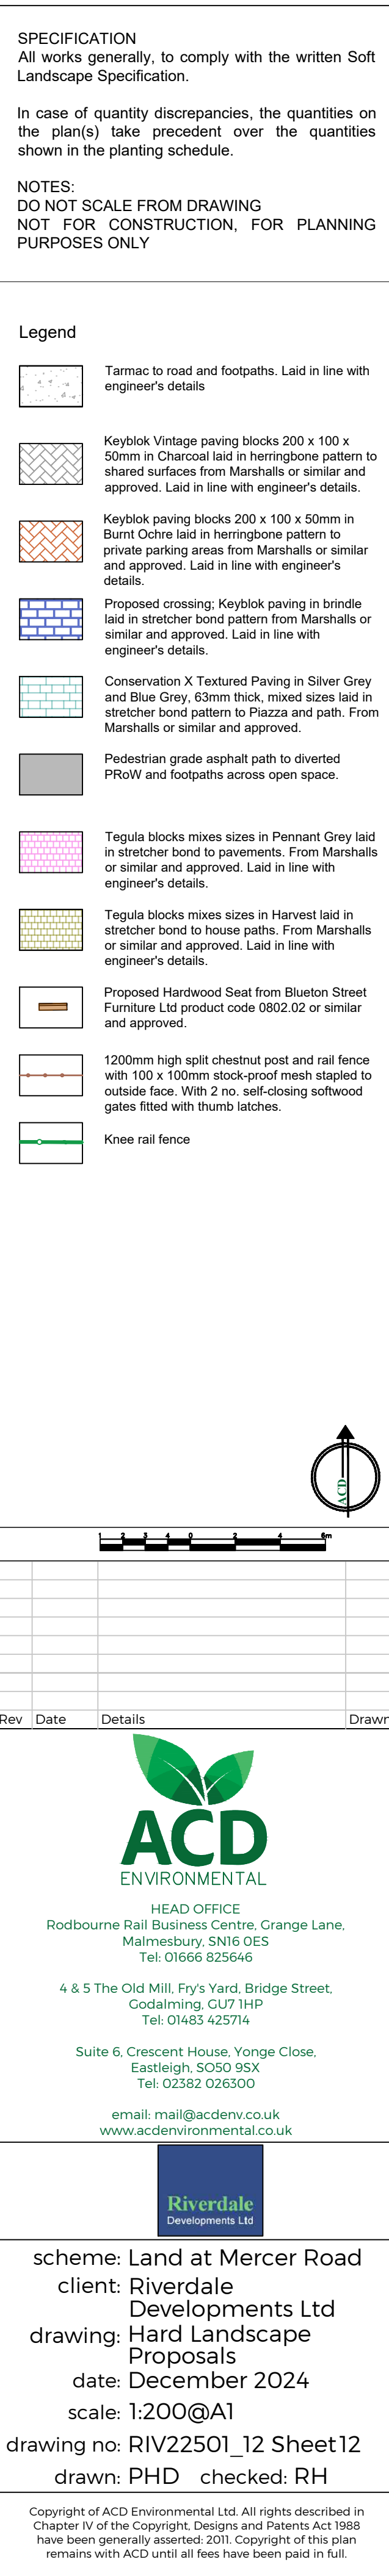 SPECIFICATION
All works generally, to comply with the written Soft
Landscape Specification.
In case of quantity discrepancies, the quantities on
the plan(s) take precedent over the quantities
shown in the planting schedule.
NOTES:
DO NOT SCALE FROM DRAWING
NOT FOR CONSTRUCTION, FOR PLANNING
PURPOSES ONLY
Legend
Tarmac to road and footpaths. Laid in line with
engineer's details
Keyblok Vintage paving blocks 200 x 100 x
50mm in Charcoal laid in herringbone pattern to
shared surfaces from Marshalls or similar and
approved. Laid in line with engineer's details.
Keyblok paving blocks 200 x 100 x 50mm in
Burnt Ochre laid in herringbone pattern to
private parking areas from Marshalls or similar
and approved. Laid in line with engineer's
details.
Proposed crossing; Keyblok paving in brindle
laid in stretcher bond pattern from Marshalls or
similar and approved. Laid in line with
engineer's details.
Conservation X Textured Paving in Silver Grey
and Blue Grey, 63mm thick, mixed sizes laid in
stretcher bond pattern to Piazza and path. From
Marshalls or similar and approved.
Pedestrian grade asphalt path to diverted
PRoW and footpaths across open space.
Tegula blocks mixes sizes in Pennant Grey laid
in stretcher bond to pavements. From Marshalls
or similar and approved. Laid in line with
engineer's details.
Tegula blocks mixes sizes in Harvest laid in
stretcher bond to house paths. From Marshalls
or similar and approved. Laid in line with
engineer's details.
Proposed Hardwood Seat from Blueton Street
Furniture Ltd product code 0802.02 or similar
and approved.
1200mm high split chestnut post and rail fence
with 100 x 100mm stock-proof mesh stapled to
outside face. With 2 no. self-closing softwood
gates fitted with thumb latches.
Knee rail fence
ACD
1 2 3 4 0 2 4 6m
Rev Date Details Drawn
ACD
ENVIRONMENTAL
HEAD OFFICE
Rodbourne Rail Business Centre, Grange Lane,
Malmesbury, SN16 0ES
Tel: 01666 825646
4 & 5 The Old Mill, Fry's Yard, Bridge Street,
Godalming, GU7 1HP
Tel: 01483 425714
Suite 6, Crescent House, Yonge Close,
Eastleigh, SO50 9SX
Tel: 02382 026300
email: mail@acdenv.co.uk
www.acdenvironmental.co.uk
Riverdale
Developments Ltd
scheme: Land at Mercer Road
client: Riverdale
Developments Ltd
drawing: Hard Landscape
Proposals
date: December 2024
scale: 1:200@A1
drawing no: RIV22501_12 Sheet12
drawn: PHD checked: RH
Copyright of ACD Environmental Ltd. All rights described in
Chapter IV of the Copyright, Designs and Patents Act 1988
have been generally asserted: 2011. Copyright of this plan
remains with ACD until all fees have been paid in full.